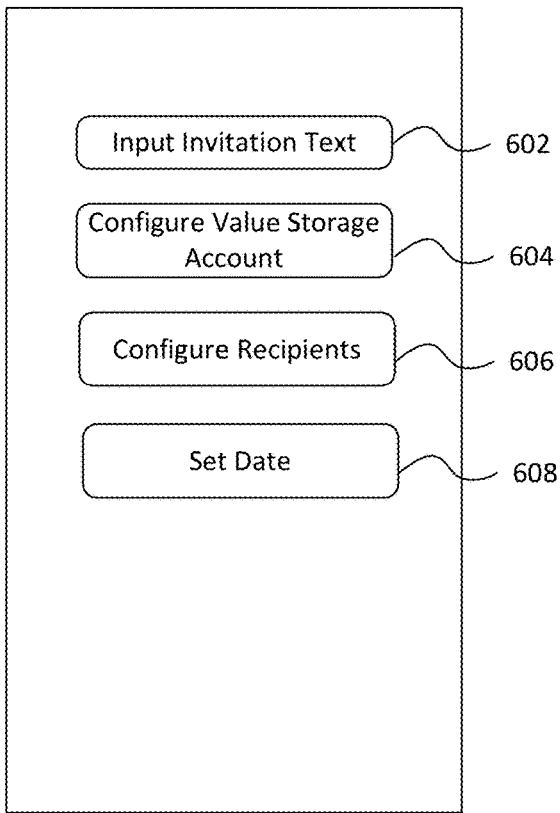 Input Invitation Text
602
Configure Value Storage
Account
604
Configure Recipients
606
Set Date
608